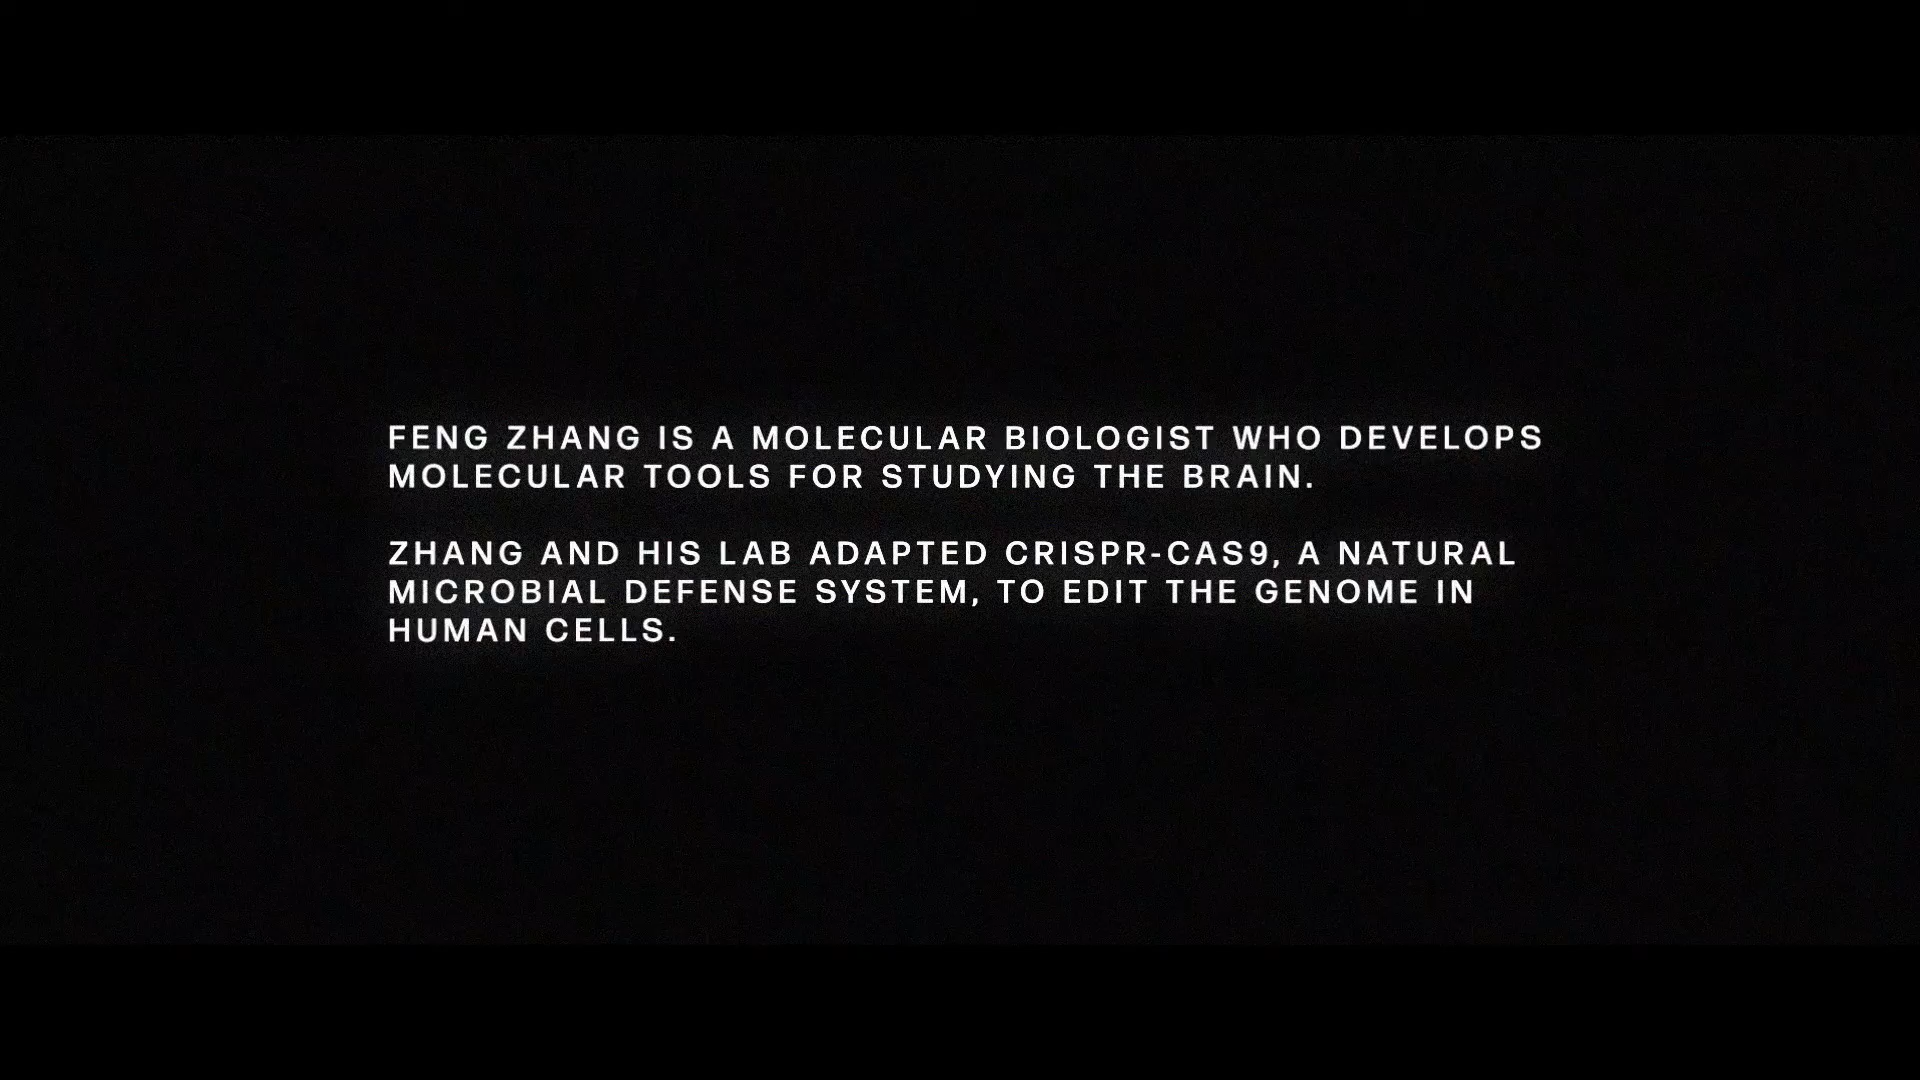 FENG ZHANG IS A MOLECULAR BIOLOGIST WHO DEVELOPS
MOLECULAR TOOLS FOR STUDYING THE BRAIN.
ZHANG AND HIS LAB ADAPTED CRISPR-CAS9, A NATURAL
MICROBIAL DEFENSE SYSTEM, TO EDIT THE GENOME IN
HUMAN CELLS.